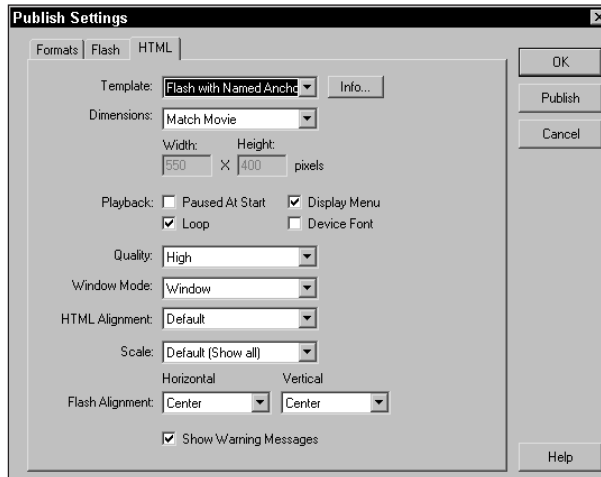 Publish Settings
Formats Flash HTML
OK
Publish
Cancel
Template: Flash with Named Ancho Info...
Dimensions: Match Movie
Width: Height:
550 X 400 pixels
Playback: Paused At Start Display Menu
Loop Device Font
Quality: High
Window Mode: Window
HTML Alignment: Default
Scale: Default (Show all)
Horizontal Vertical
Flash Alignment: Center Center
Show Warning Messages
Help